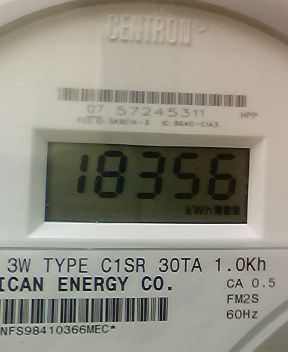 CENTRON
07 57245311 HPP
18356
kWh
3W TYPE C1SR 30TA 1.0Kh
ICAN ENERGY CO. CA 0.5
FM2S
NFS98410366MEC* 60Hz